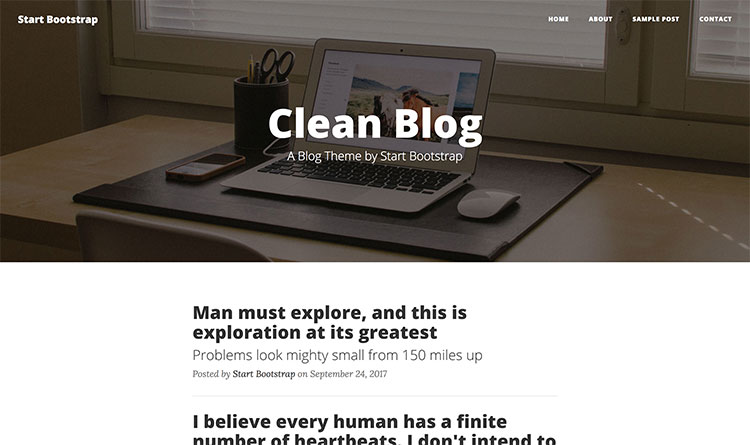 Start Bootstrap
HOME ABOUT SAMPLE POST CONTACT
Clean Blog
A Blog Theme by Start Bootstrap
Man must explore, and this is
exploration at its greatest
Problems look mighty small from 150 miles up
Posted by Start Bootstrap on September 24, 2017
I believe every human has a finite
number of heartbeats. I don't intend to